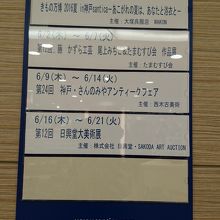 きもの万博 2016夏 in 神戸santica～あこがれの夏は、あなたと浴衣と～
主催：大塚呉服店・WAKON
6/2（木）～6/7（火）
第　回　藤 かずら工芸 尾上みちこ&たまむすび会 作品展
主催：たまむすび会
6/9（木）～6/14（火）
第24回 神戸・さんのみやアンティークフェア
主催：西木古美術
6/16（木）～6/21（火）
第12回 日興堂大美術展
主催：株式会社 日興堂・SAKODA ART AUCTION